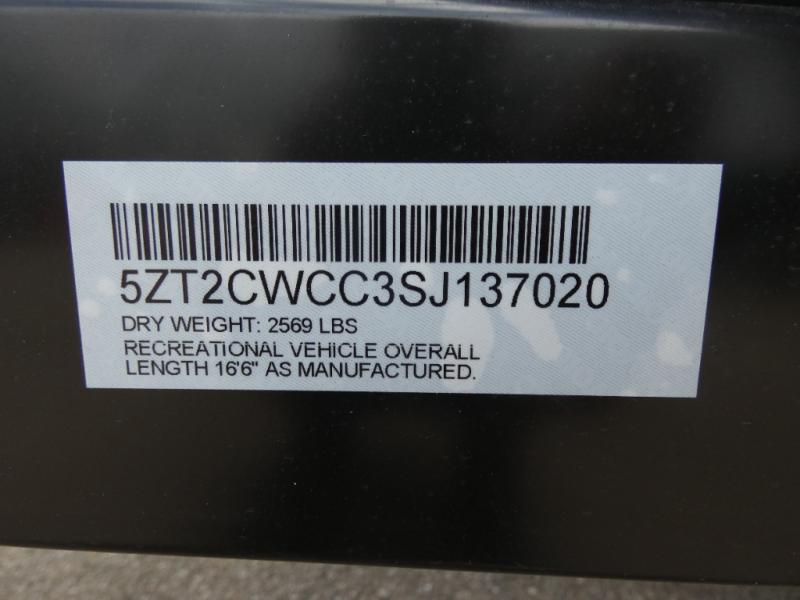 5ZT2CWCC3SJ137020
DRY WEIGHT: 2569 LBS
RECREATIONAL VEHICLE OVERALL
LENGTH 16'6" AS MANUFACTURED.